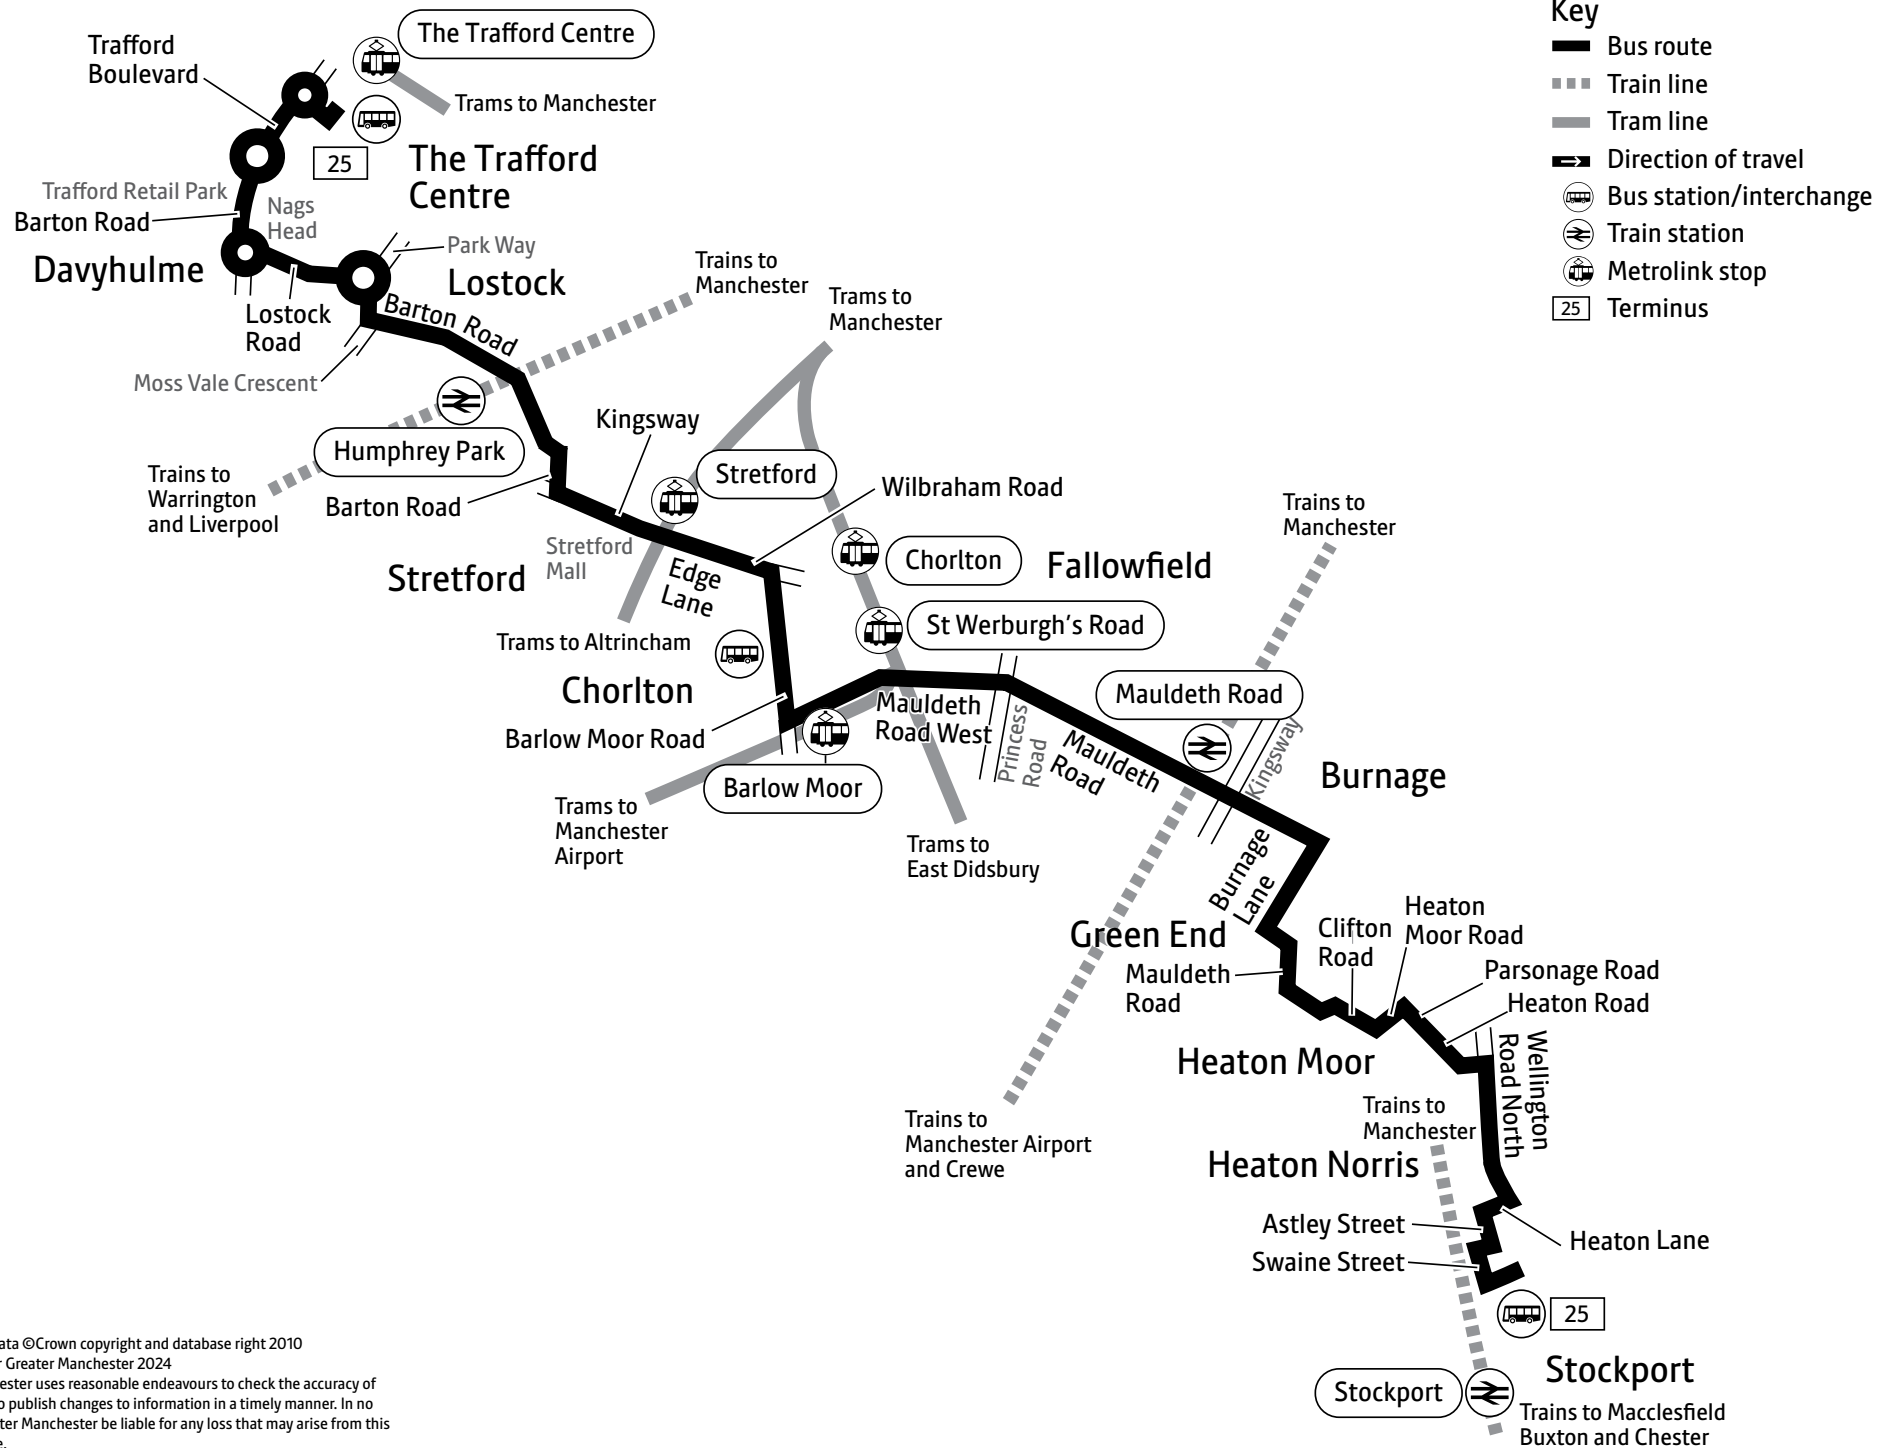 Key
Bus route
Train line
Tram line
Direction of travel
Bus station/interchange
Train station
Metrolink stop
25
Terminus
The Trafford Centre
Trafford
Boulevard
Trams to Manchester
25
The Trafford
Centre
Trafford Retail Park
Barton Road
Nags
Head
Davyhulme
Park Way
Lostock
Lostock
Road
Barton Road
Moss Vale Crescent
Trains to
Manchester
Trams to
Manchester
Humphrey Park
Trains to
Warrington
and Liverpool
Barton Road
Kingsway
Stretford
Wilbraham Road
Stretford
Mall
Stretford
Edge
Lane
Trams to Altrincham
Chorlton
Fallowfield
St Werburgh's Road
Trains to
Manchester
Chorlton
Barlow Moor Road
Mauldeth
Road West
Princess
Road
Mauldeth
Road
Mauldeth Road
Kingsway
Burnage
Barlow Moor
Trams to
Manchester
Airport
Trams to
East Didsbury
Burnage
Lane
Green End
Mauldeth
Road
Clifton
Road
Heaton
Moor Road
Parsonage Road
Heaton Road
Heaton Moor
Wellington
Road North
Trains to
Manchester Airport
and Crewe
Trains to
Manchester
Heaton Norris
Astley Street
Swaine Street
Heaton Lane
25
Stockport
Stockport
Trains to Macclesfield
Buxton and Chester
ata ©Crown copyright and database right 2010
r Greater Manchester 2024
ester uses reasonable endeavours to check the accuracy of
o publish changes to information in a timely manner. In no
ter Manchester be liable for any loss that may arise from this
e.